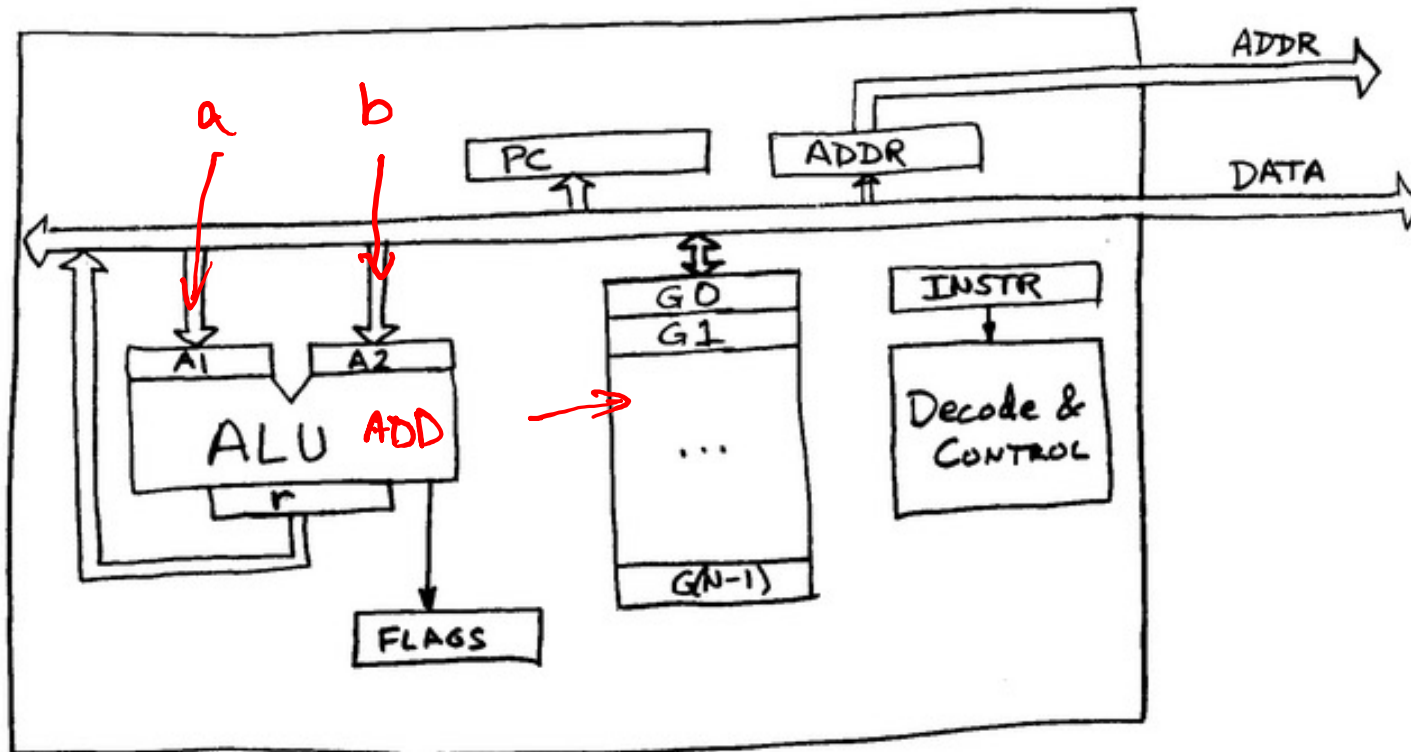 ADDR
a
b
PC
ADDR
DATA
G0
INSTR
G1
A1
A2
ALU
ADD
Decode &
CONTROL
...
r
G(N-1)
FLAGS